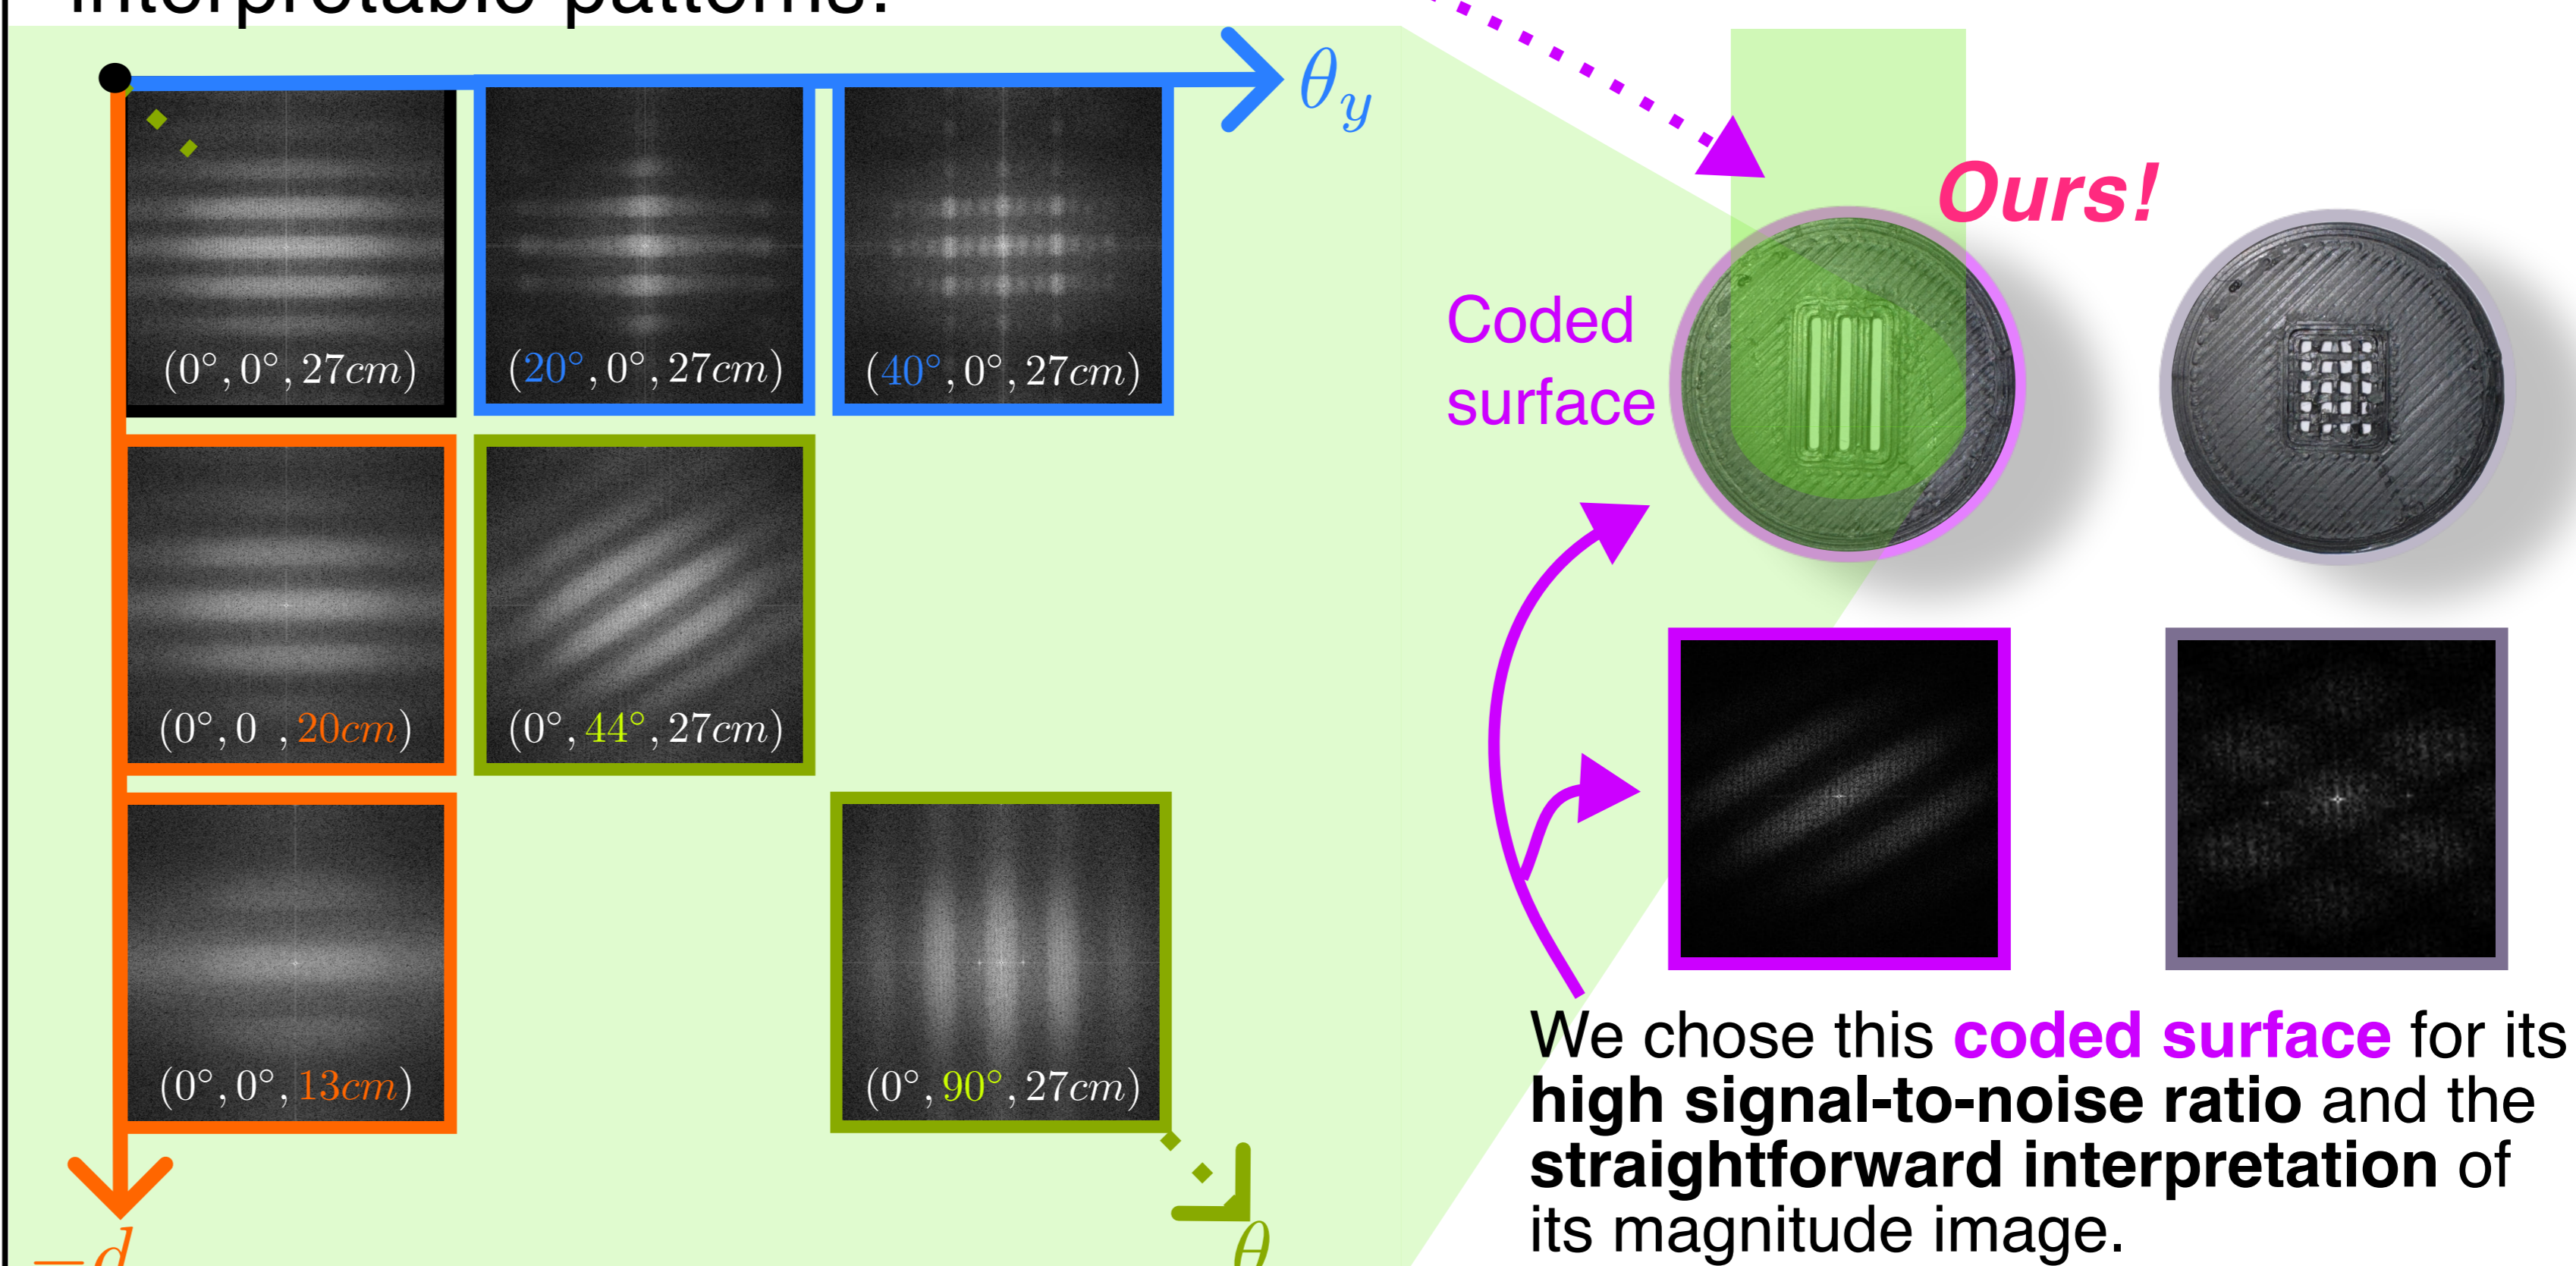 interpretable patterns.
θy
(0°, 0°, 27cm)
(20°, 0°, 27cm)
(40°, 0°, 27cm)
(0°, 0 , 20cm)
(0°, 44°, 27cm)
(0°, 0°, 13cm)
(0°, 90°, 27cm)
−d
θ
Ours!
Coded
surface
We chose this coded surface for its
high signal-to-noise ratio and the
straightforward interpretation of
its magnitude image.